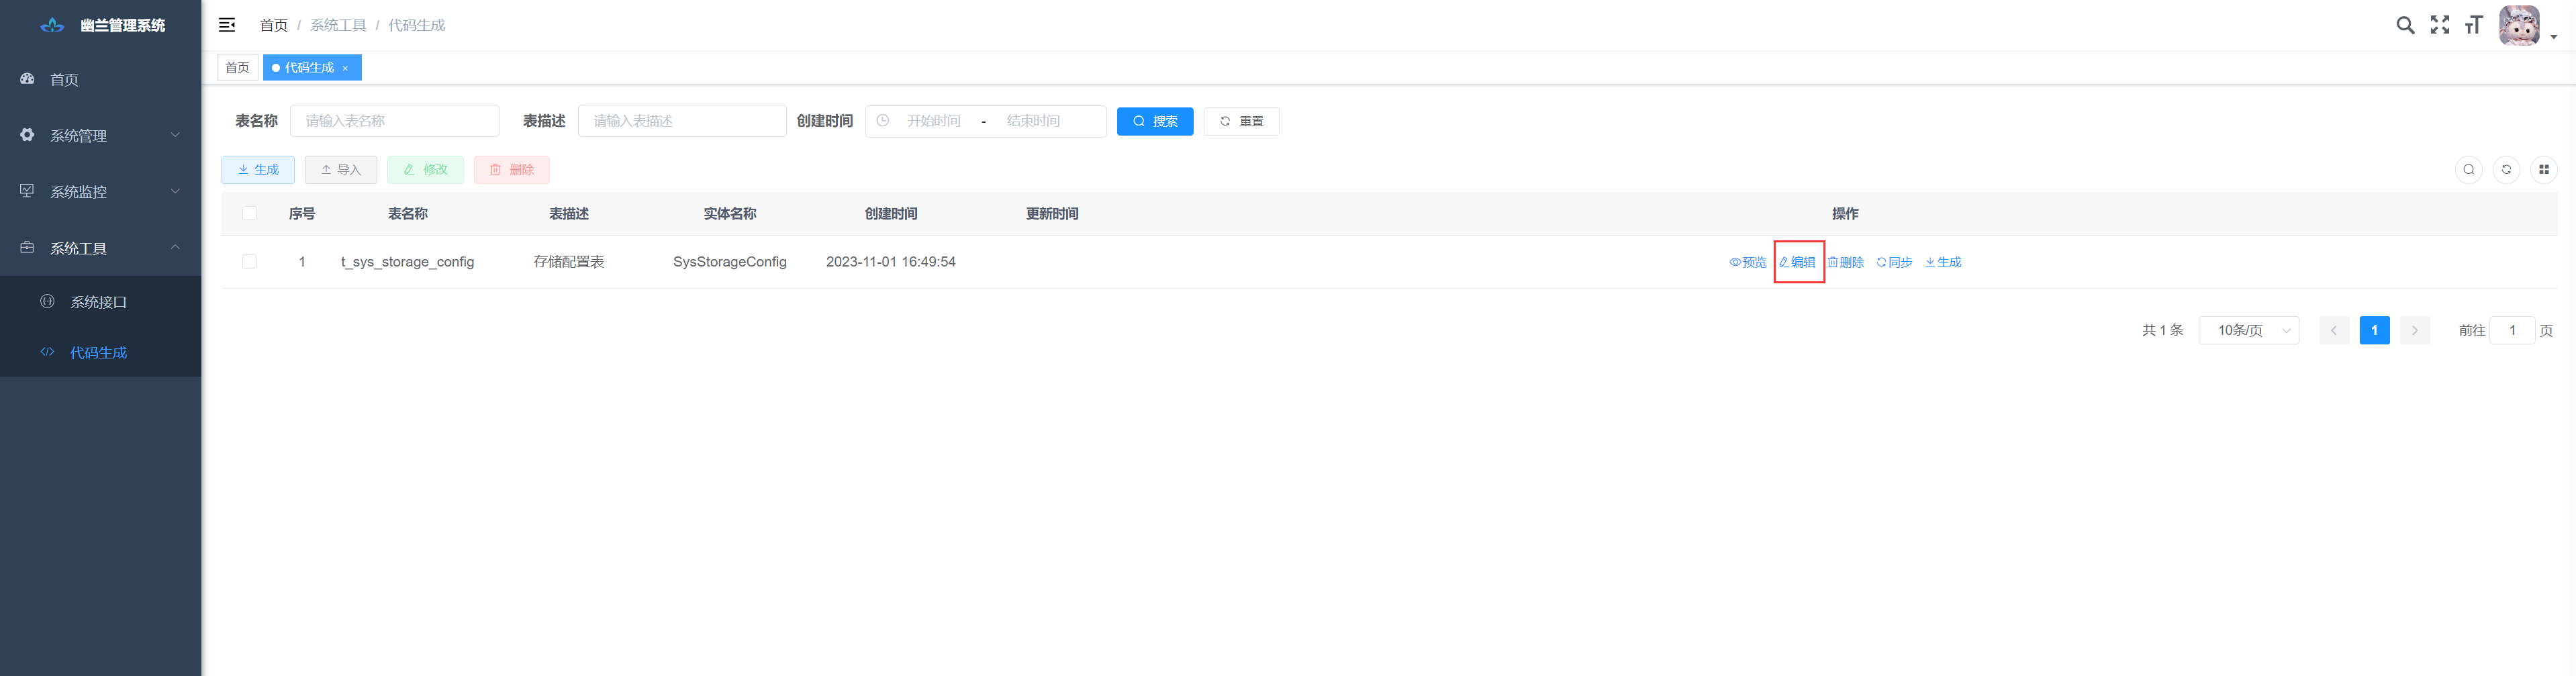 幽兰管理系统
首页 / 系统工具 / 代码生成
首页
代码生成 ×
首页
系统管理
系统监控
系统工具
系统接口
代码生成
表名称 请输入表名称 表描述 请输入表描述 创建时间 开始时间 - 结束时间 搜索 重置
生成 导入 修改 删除
序号 表名称 表描述 实体名称 创建时间 更新时间 操作
1 t_sys_storage_config 存储配置表 SysStorageConfig 2023-11-01 16:49:54 预览 编辑 删除 同步 生成
共 1 条 10条/页 1 前往 1 页